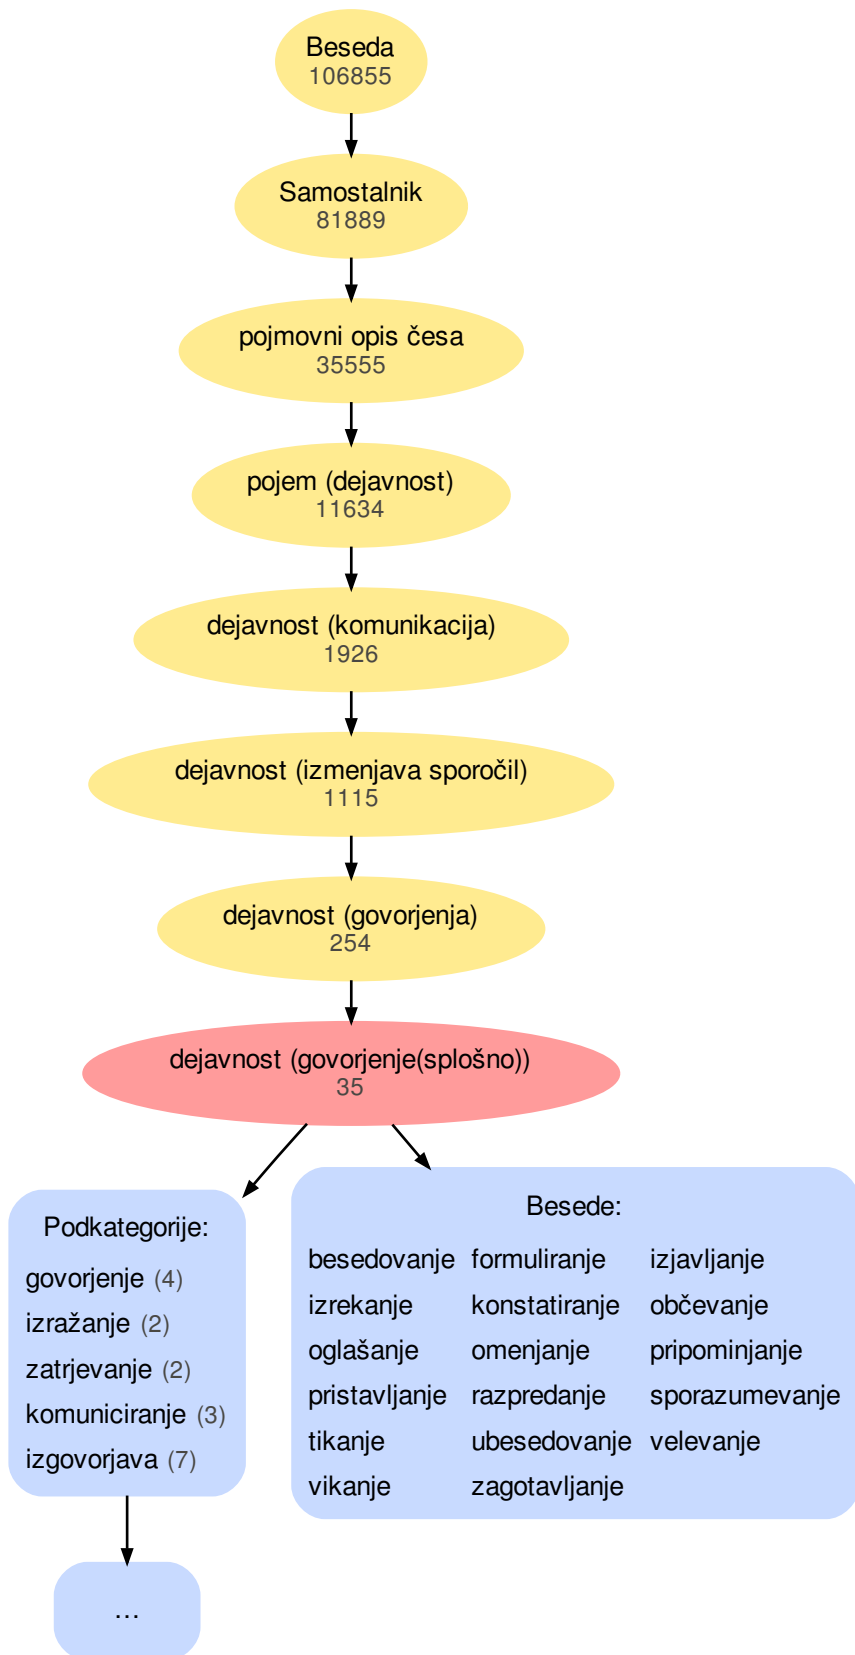 Beseda
106855
Samostalnik
81889
pojmovni opis česa
35555
pojem (dejavnost)
11634
dejavnost (komunikacija)
1926
dejavnost (izmenjava sporočil)
1115
dejavnost (govorjenja)
254
dejavnost (govorjenje(splošno))
35
Podkategorije:
govorjenje (4)
izražanje (2)
zatrjevanje (2)
komuniciranje (3)
izgovorjava (7)
...
Besede:
besedovanje formuliranje izjavljanje
izrekanje konstatiranje občevanje
oglašanje omenjanje pripominjanje
pristavljanje razpredanje sporazumevanje
tikanje ubesedovanje velevanje
vikanje zagotavljanje